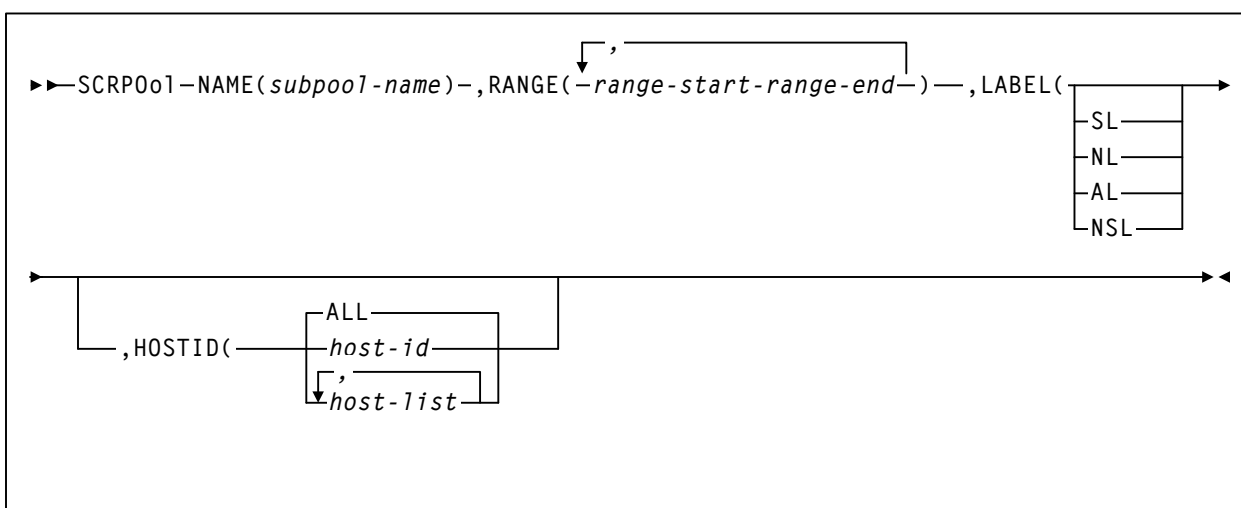 ,
SCRPOol NAME(subpool-name) ,RANGE( range-start-range-end ) ,LABEL(
SL
NL
AL
NSL
ALL
,HOSTID( host-id
,
host-list